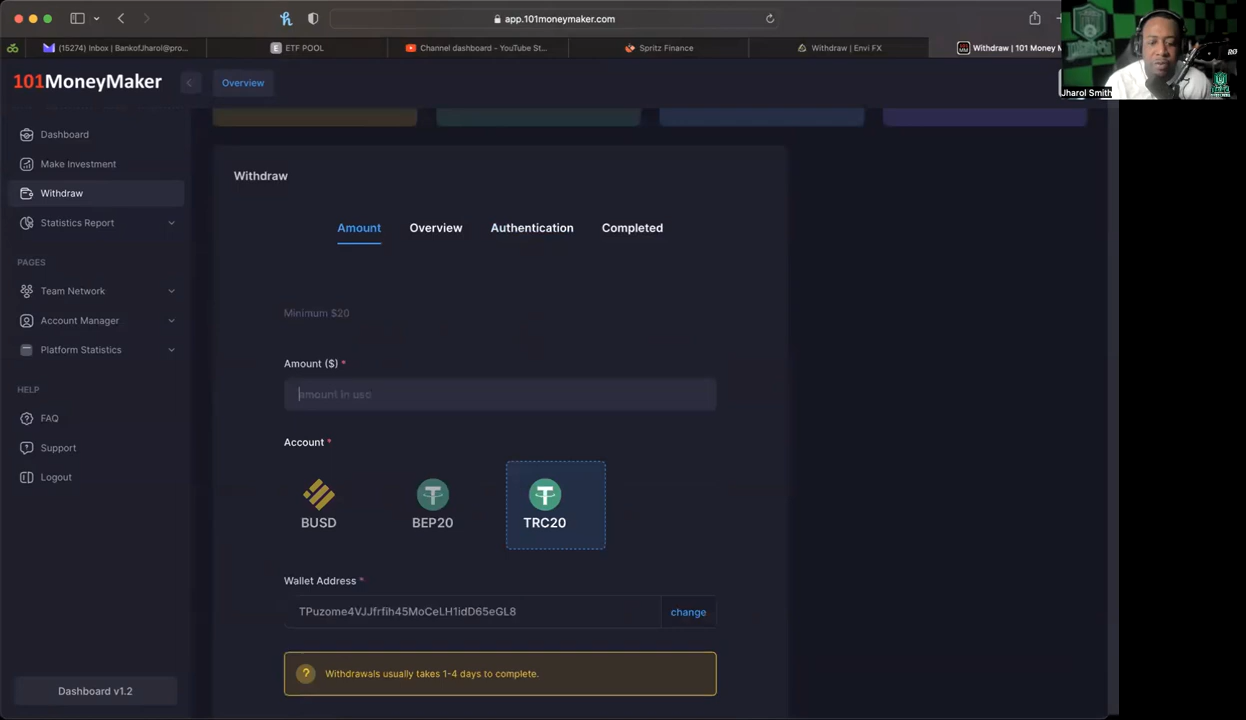 app.101moneymaker.com
(15274) Inbox | BankofJharol@pro...
ETF POOL
Channel dashboard - YouTube St...
Spritz Finance
Withdraw | Envi FX
Withdraw | 101 Money M
Jharol Smith
101MoneyMaker
Overview
Dashboard
Make Investment
Withdraw
Statistics Report
PAGES
Team Network
Account Manager
Platform Statistics
HELP
FAQ
Support
Logout
Dashboard v1.2
Withdraw
Amount
Overview
Authentication
Completed
Minimum $20
Amount ($) *
amount in usd
Account *
BUSD
BEP20
TRC20
Wallet Address *
TPuzome4VJJfrfih45MoCeLH1idD65eGL8
change
? Withdrawals usually takes 1-4 days to complete.